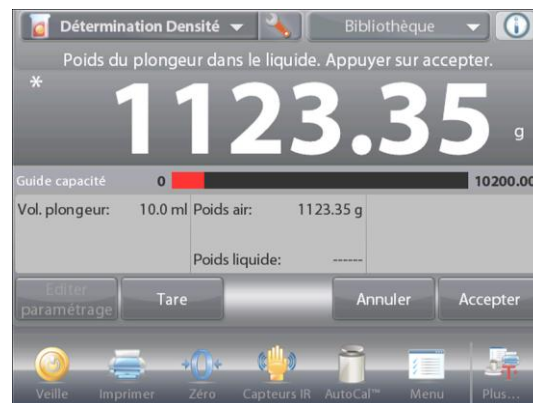 Détermination Densité
Bibliothèque
Poids du plongeur dans le liquide. Appuyer sur accepter.
* 1123.35 g
Guide capacité 0 10200.00
Vol. plongeur: 10.0 ml Poids air: 1123.35 g
Poids liquide: ------
Editer paramétrage Tare Annuler Accepter
Veille Imprimer Zéro Capteurs IR AutoCal™ Menu Plus...